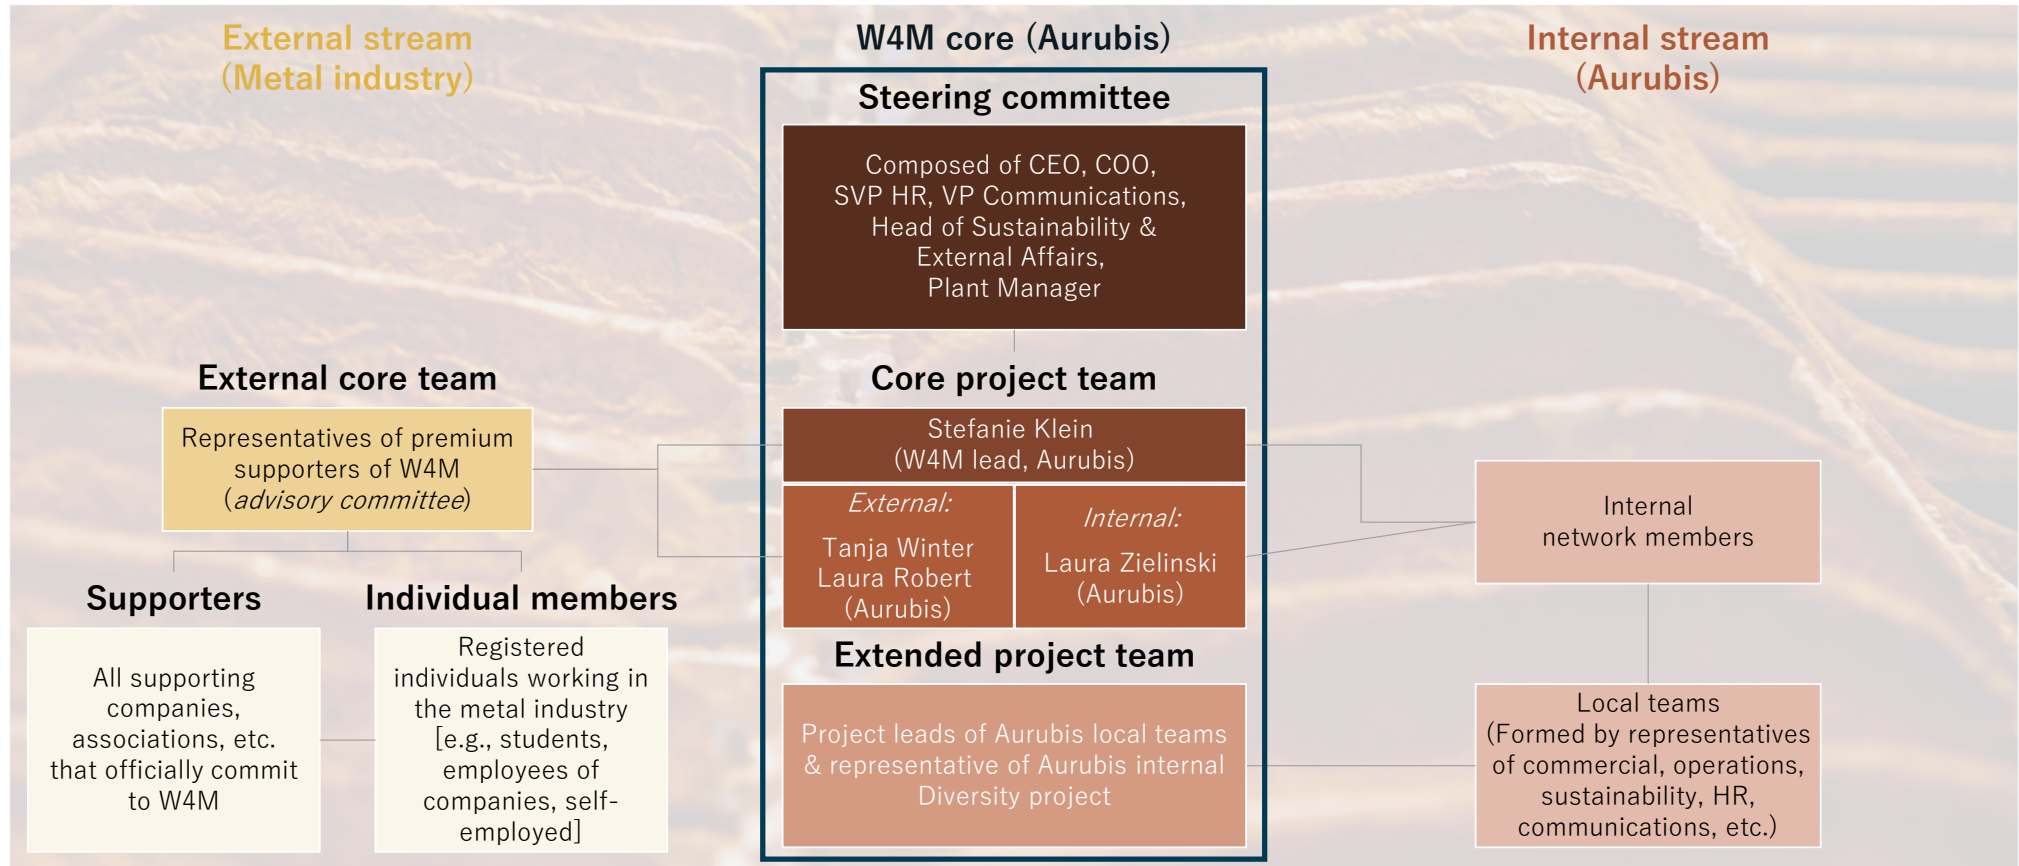 External stream
(Metal industry)
W4M core (Aurubis)
Internal stream
(Aurubis)
Steering committee
Composed of CEO, COO,
SVP HR, VP Communications,
Head of Sustainability &
External Affairs,
Plant Manager
External core team
Representatives of premium
supporters of W4M
(advisory committee)
Core project team
Stefanie Klein
(W4M lead, Aurubis)
External:
Tanja Winter
Laura Robert
(Aurubis)
Internal:
Laura Zielinski
(Aurubis)
Internal
network members
Supporters
All supporting
companies,
associations, etc.
that officially commit
to W4M
Individual members
Registered
individuals working in
the metal industry
[e.g., students,
employees of
companies, self-
employed]
Extended project team
Project leads of Aurubis local teams
& representative of Aurubis internal
Diversity project
Local teams
(Formed by representatives
of commercial, operations,
sustainability, HR,
communications, etc.)